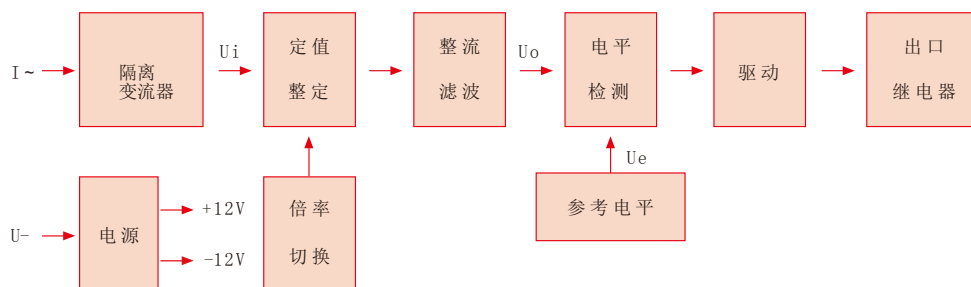 I~
隔离
变流器
Ui
定值
整定
整流
滤波
Uo
电平
检测
驱动
出口
继电器
Ue
参考电平
U-
电源
+12V
-12V
倍率
切换